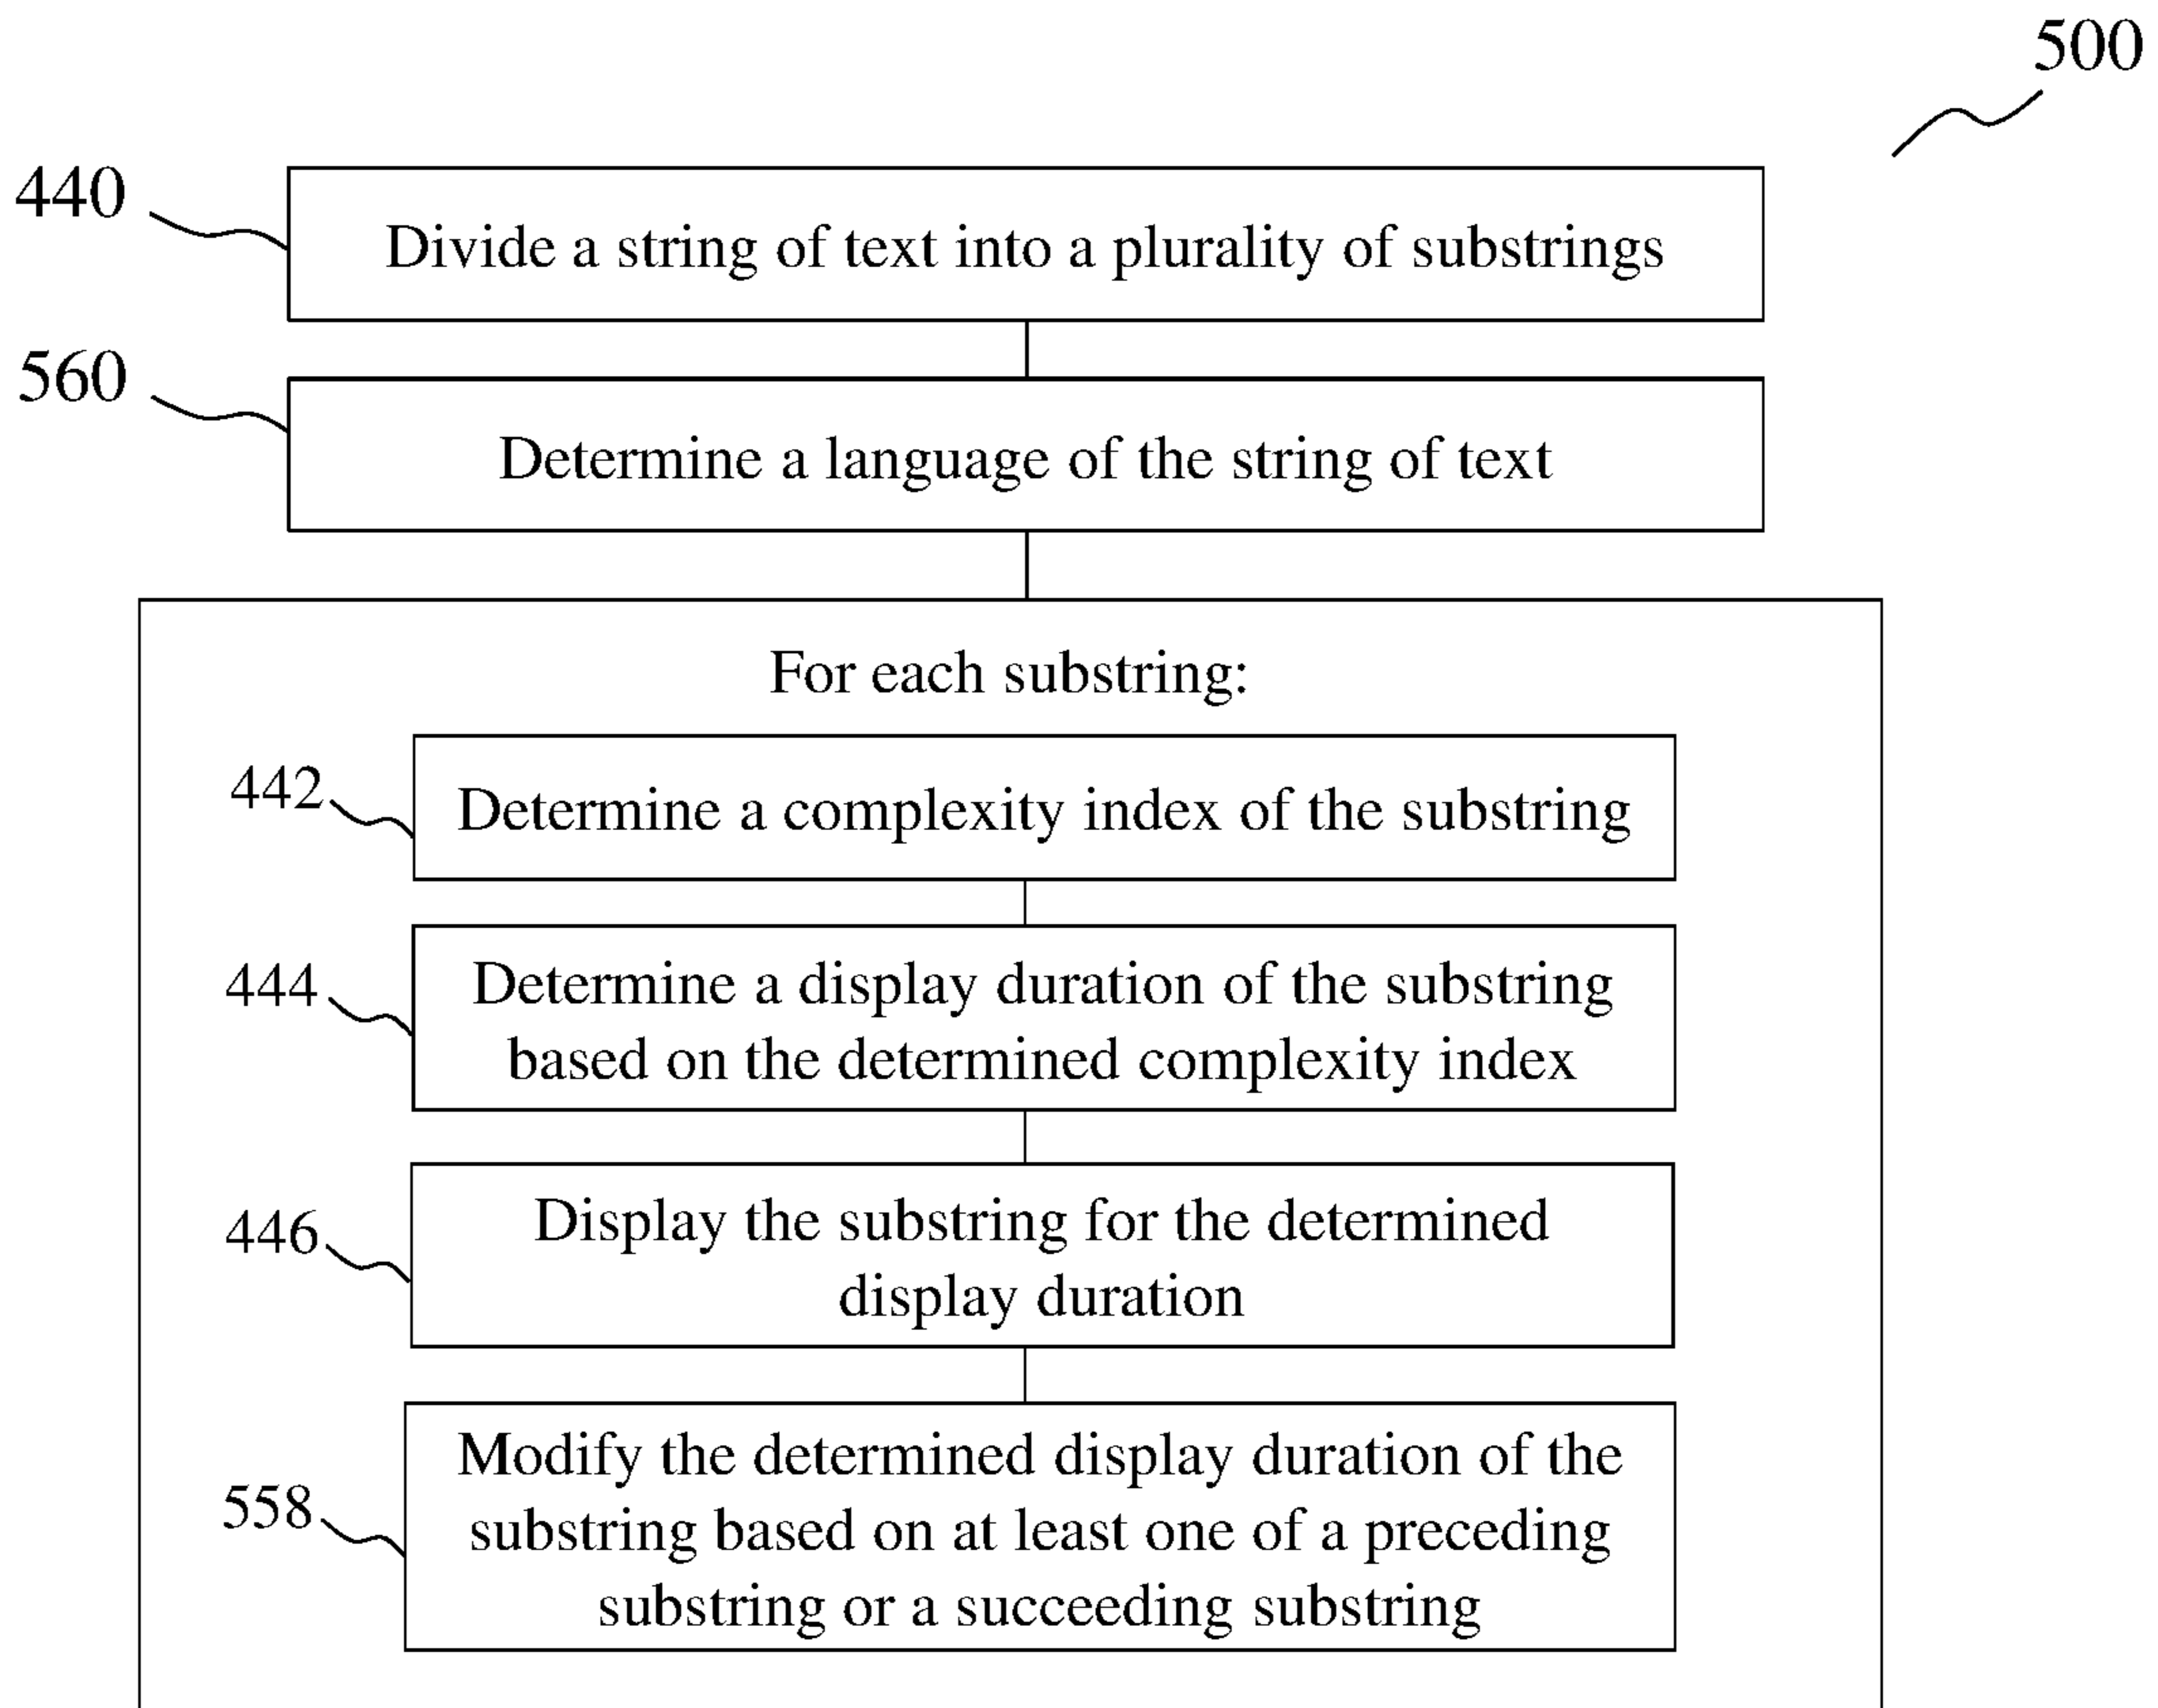 500
440
Divide a string of text into a plurality of substrings
560
Determine a language of the string of text
For each substring:
442
Determine a complexity index of the substring
444
Determine a display duration of the substring
based on the determined complexity index
446
Display the substring for the determined
display duration
558
Modify the determined display duration of the
substring based on at least one of a preceding
substring or a succeeding substring